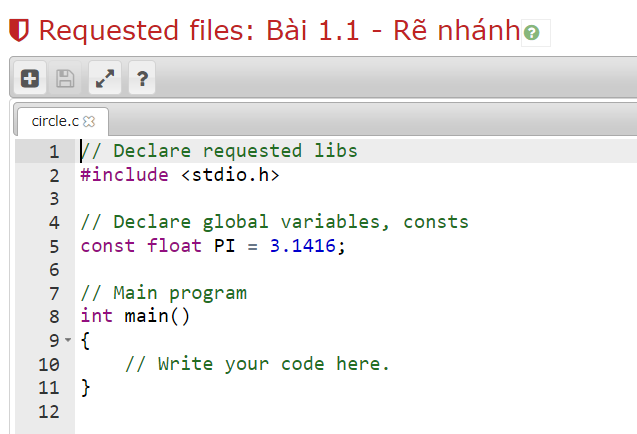 Requested files: Bài 1.1 - Rẽ nhánh
circle.c
1 // Declare requested libs
2 #include <stdio.h>
3
4 // Declare global variables, consts
5 const float PI = 3.1416;
6
7 // Main program
8 int main()
9 {
10     // Write your code here.
11 }
12